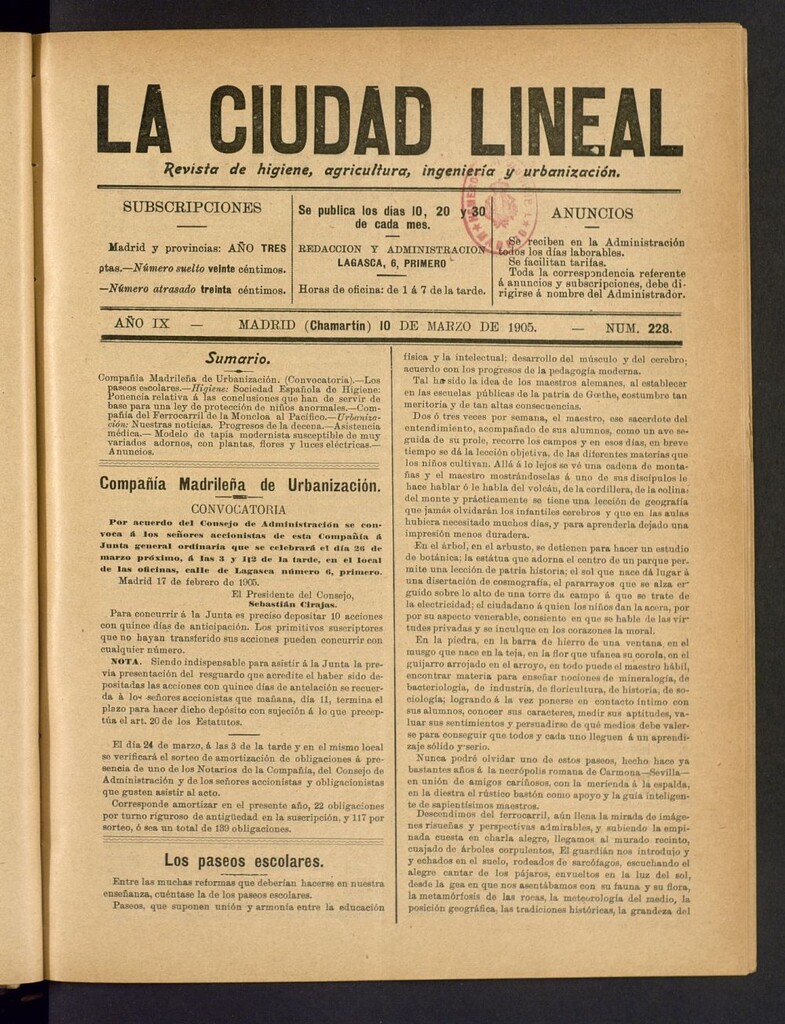 LA CIUDAD LINEAL
Revista de higiene, agricultura, ingeniería y urbanización.
SUBSCRIPCIONES
Madrid y provincias: AÑO TRES
ptas.—Número suelto veinte céntimos.
—Número atrasado treinta céntimos.
Se publica los dias 10, 20 y 30
de cada mes.
REDACCION Y ADMINISTRACION
LAGASCA, 6, PRIMERO
Horas de oficina: de 1 á 7 de la tarde.
ANUNCIOS
Se reciben en la Administración
todos los días laborables.
Se facilitan tarifas.
Toda la correspondencia referente
á anuncios y subscripciones, debe di-
rigirse á nombre del Administrador.
AÑO IX — MADRID (Chamartín) 10 DE MARZO DE 1905. — NUM. 228.
Sumario.
Compañía Madrileña de Urbanización. (Convocatoria).—Los
paseos escolares.—Higiene: Sociedad Española de Higiene:
Ponencia relativa á las conclusiones que han de servir de
base para una ley de protección de niños anormales.—Com-
pañía del Ferrocarril de la Moncloa al Pacífico.—Urbaniza-
ción: Nuestras noticias. Progresos de la decena.—Asistencia
médica.— Modelo de tapia modernista susceptible de muy
variados adornos, con plantas, flores y luces eléctricas.—
Anuncios.
Compañía Madrileña de Urbanización.
CONVOCATORIA
Por acuerdo del Consejo de Administración se con-
voca á los señores accionistas de esta Compañía á
Junta general ordinaria que se celebrará el día 26 de
marzo próximo, á las 3 y 1|2 de la tarde, en el local
de las oficinas, calle de Lagasca número 6, primero.
Madrid 17 de febrero de 1905.
El Presidente del Consejo,
Sebastián Cirajas.
Para concurrir á la Junta es preciso depositar 10 acciones
con quince días de anticipación. Los primitivos suscriptores
que no hayan transferido sus acciones pueden concurrir con
cualquier número.
NOTA. Siendo indispensable para asistir á la Junta la pre-
via presentación del resguardo que acredite el haber sido de-
positadas las acciones con quince días de antelación se recuer-
da á los señores accionistas que mañana, día 11, termina el
plazo para hacer dicho depósito con sujeción á lo que precep-
túa el art. 20 de los Estatutos.
El día 24 de marzo, á las 3 de la tarde y en el mismo local
se verificará el sorteo de amortización de obligaciones á pre-
sencia de uno de los Notarios de la Compañía, del Consejo de
Administración y de los señores accionistas y obligacionistas
que gusten asistir al acto.
Corresponde amortizar en el presente año, 22 obligaciones
por turno riguroso de antigüedad en la suscripción, y 117 por
sorteo, ó sea un total de 139 obligaciones.
Los paseos escolares.
Entre las muchas reformas que deberían hacerse en nuestra
enseñanza, cuéntase la de los paseos escolares.
Paseos, que suponen unión y armonía entre la educación
física y la intelectual; desarrollo del músculo y del cerebro;
acuerdo con los progresos de la pedagogía moderna.
Tal ha sido la idea de los maestros alemanes, al establecer
en las escuelas públicas de la patria de Gœthe, costumbre tan
meritoria y de tan altas consecuencias.
Dos ó tres veces por semana, el maestro, ese sacerdote del
entendimiento, acompañado de sus alumnos, como un ave se-
guida de su prole, recorre los campos y en esos días, en breve
tiempo se dá la lección objetiva, de las diferentes materias que
los niños cultivan. Allá á lo lejos se vé una cadena de monta-
ñas y el maestro mostrándoselas á uno de sus discípulos le
hace hablar ó le habla del volcán, de la cordillera, de la colina;
del monte y prácticamente se tiene una lección de geografía
que jamás olvidarán los infantiles cerebros y que en las aulas
hubiera necesitado muchos días, y para aprenderla dejado una
impresión menos duradera.
En el árbol, en el arbusto, se detienen para hacer un estudio
de botánica; la estátua que adorna el centro de un parque per-
mite una lección de patria historia; el sol que nace dá lugar á
una disertación de cosmografía, el pararrayos que se alza er-
guido sobre lo alto de una torre da campo á que se trate de
la electricidad; el ciudadano á quien los niños dan la acera, por
por su aspecto venerable, consiente en que se hable de las vir-
tudes privadas y se inculque en los corazones la moral.
En la piedra, en la barra de hierro de una ventana, en el
musgo que nace en la teja, en la flor que ufana su corola, en el
guijarro arrojado en el arroyo, en todo puede el maestro hábil,
encontrar materia para enseñar nociones de mineralogía, de
bacteriología, de industria, de floricultura, de historia, de so-
ciología; logrando á la vez ponerse en contacto íntimo con
sus alumnos, conocer sus caracteres, medir sus aptitudes, va-
luar sus sentimientos y persuadirse de qué medios debe valer-
se para conseguir que todos y cada uno lleguen á un aprendi-
zaje sólido y serio.
Nunca podré olvidar uno de estos paseos, hecho hace ya
bastantes años á la necrópolis romana de Carmona—Sevilla—
en unión de amigos cariñosos, con la merienda á la espalda,
en la diestra el rústico bastón como apoyo y la guía inteligen-
te de sapientísimos maestros.
Descendimos del ferrocarril, aún llena la mirada de imáge-
nes risueñas y perspectivas admirables, y subiendo la empi-
nada cuesta en charla alegre, llegamos al murado recinto,
cuajado de árboles corpulentos. El guardián nos introdujo y
y echados en el suelo, rodeados de sarcófagos, escuchando el
alegre cantar de los pájaros, envueltos en la luz del sol,
desde la gea en que nos asentábamos con su fauna y su flora,
la metamórfosis de las rocas, la meteorología del medio, la
posición geográfica, las tradiciones históricas, la grandeza del